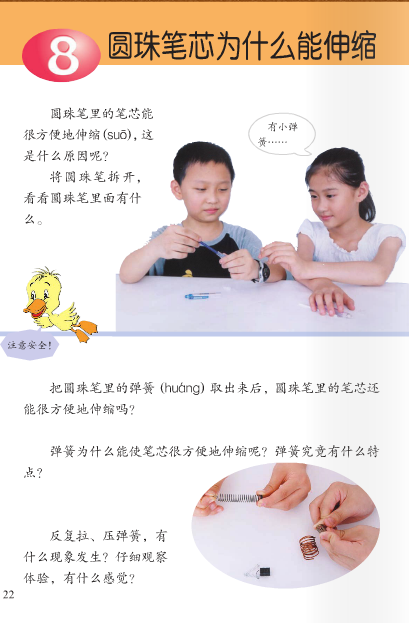 8 圆珠笔芯为什么能伸缩
圆珠笔里的笔芯能
很方便地伸缩(suō)，这
是什么原因呢？
将圆珠笔拆开，
看看圆珠笔里面有什
么。
有小弹
簧……
注意安全！
把圆珠笔里的弹簧(huáng)取出来后，圆珠笔里的笔芯还
能很方便地伸缩吗？
弹簧为什么能使笔芯很方便地伸缩呢？弹簧究竟有什么特
点？
反复拉、压弹簧，有
什么现象发生？仔细观察
体验，有什么感觉？
22